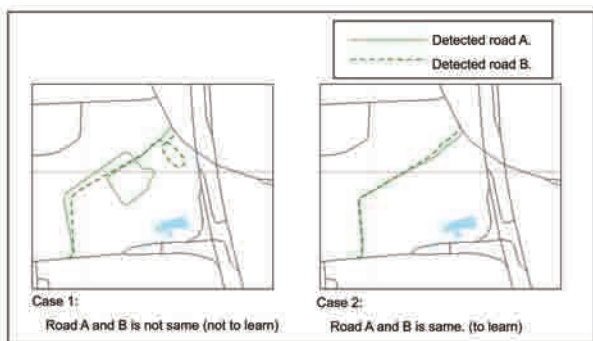 Detected road A.
Detected road B.
Case 1:
Road A and B is not same (not to learn)
Case 2:
Road A and B is same. (to learn)